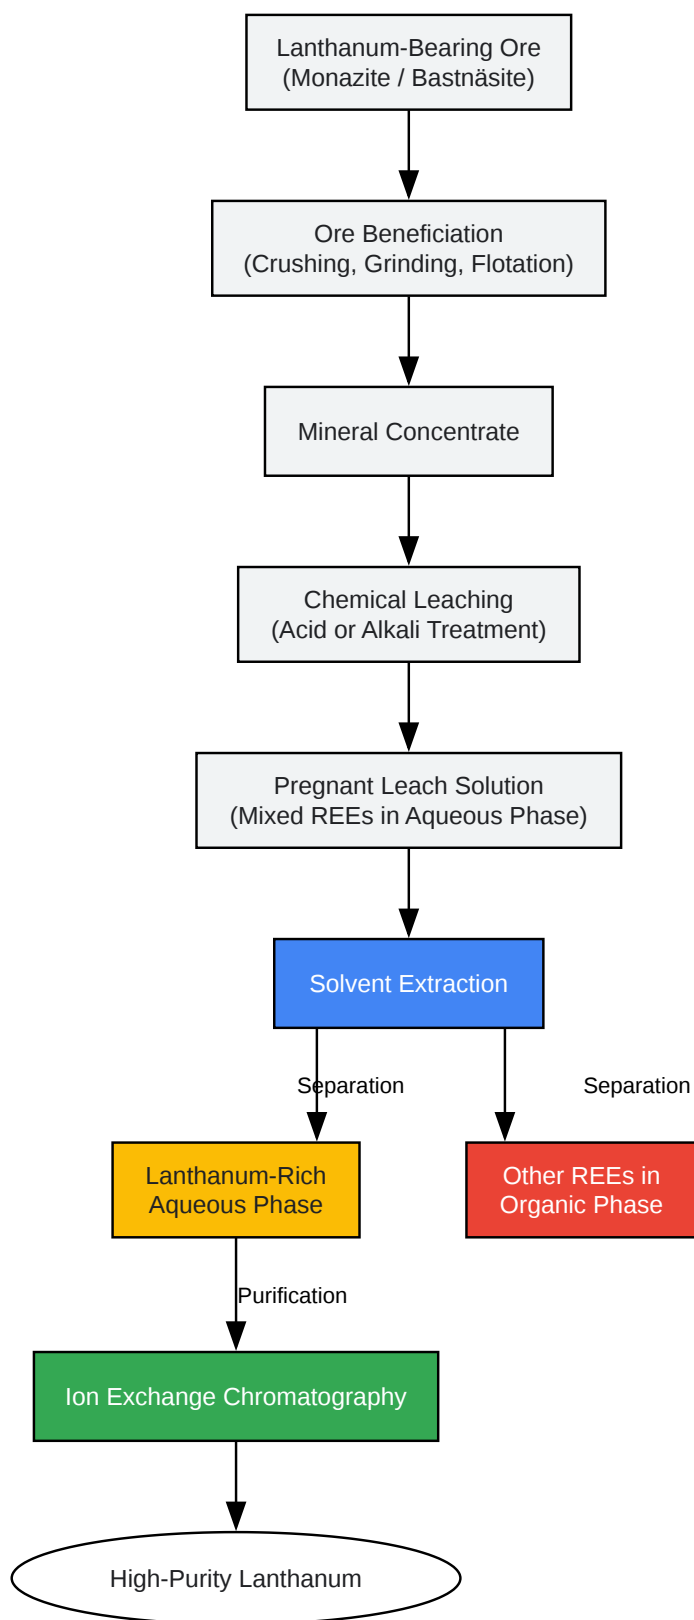 Lanthanum-Bearing Ore
(Monazite / Bastnäsite)
Ore Beneficiation
(Crushing, Grinding, Flotation)
Mineral Concentrate
Chemical Leaching
(Acid or Alkali Treatment)
Pregnant Leach Solution
(Mixed REEs in Aqueous Phase)
Solvent Extraction
Separation
Separation
Lanthanum-Rich
Aqueous Phase
Other REEs in
Organic Phase
Purification
Ion Exchange Chromatography
High-Purity Lanthanum